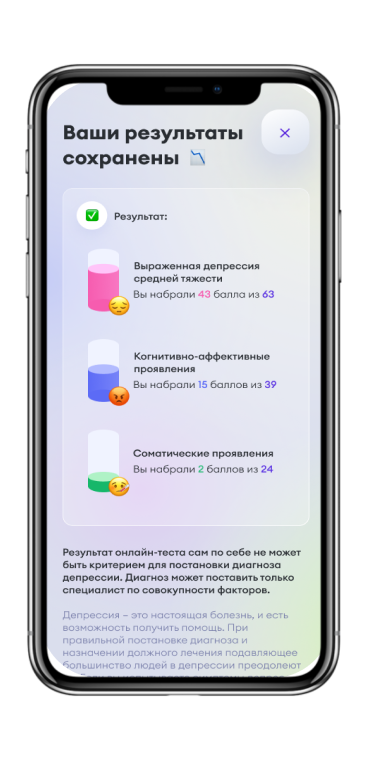 Ваши результаты
сохранены
Результат:
Выраженная депрессия
средней тяжести
Вы набрали 43 балла из 63
Когнитивно-аффективные
проявления
Вы набрали 15 баллов из 39
Соматические проявления
Вы набрали 2 баллов из 24
Результат онлайн-теста сам по себе не может
быть критерием для постановки диагноза
депрессии. Диагноз может поставить только
специалист по совокупности факторов.
Депрессия – это настоящая болезнь, и есть
возможность получить помощь. При
правильной постановке диагноза и
назначении должного лечения подавляющее
большинство людей в депрессии преодолеют